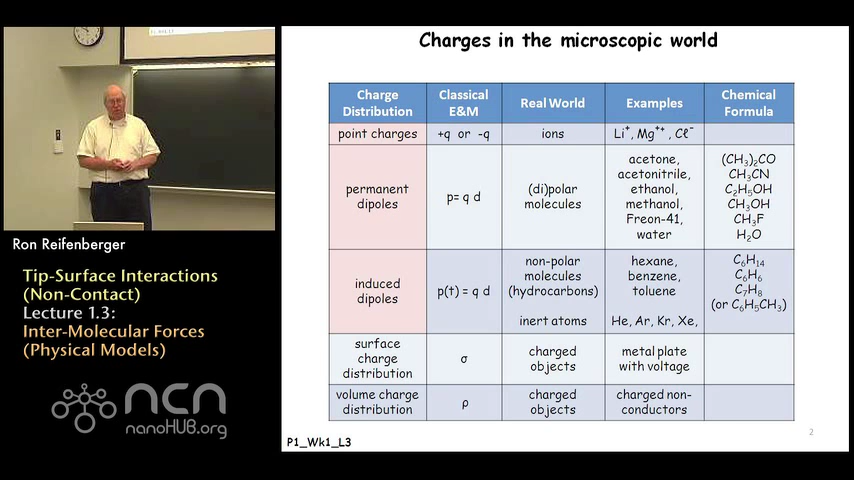 Charges in the microscopic world
Charge Distribution | Classical E&M | Real World | Examples | Chemical Formula
point charges | +q or -q | ions | Li⁺, Mg⁺⁺, Cℓ⁻
permanent dipoles | p= q d | (di)polar molecules | acetone, acetonitrile, ethanol, methanol, Freon-41, water | (CH₃)₂CO CH₃CN C₂H₅OH CH₃OH CH₃F H₂O
induced dipoles | p(t) = q d | non-polar molecules (hydrocarbons) inert atoms | hexane, benzene, toluene He, Ar, Kr, Xe, | C₆H₁₄ C₆H₆ C₇H₈ (or C₆H₅CH₃)
surface charge distribution | σ | charged objects | metal plate with voltage
volume charge distribution | ρ | charged objects | charged non-conductors
2
P1_Wk1_L3
Ron Reifenberger
Tip-Surface Interactions
(Non-Contact)
Lecture 1.3:
Inter-Molecular Forces
(Physical Models)
ncn
nanoHUB.org